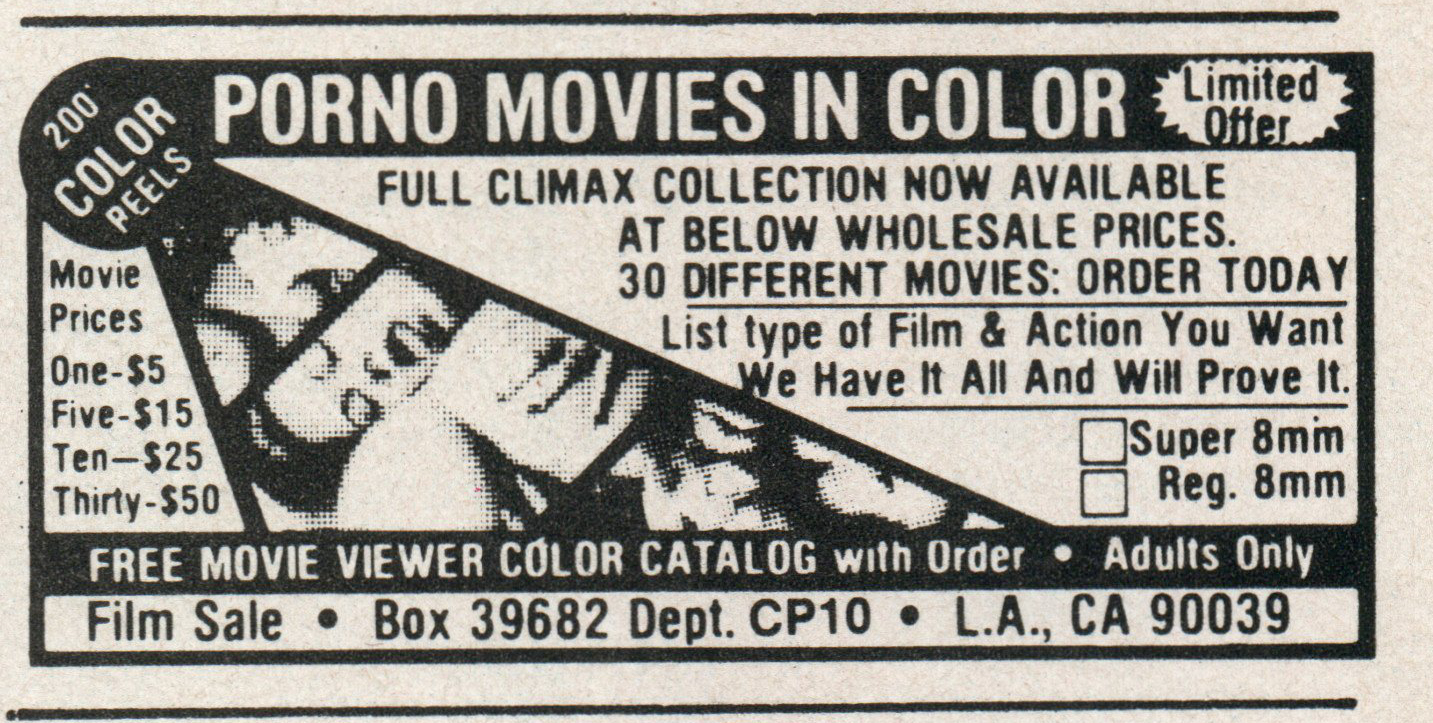 200'
COLOR
PEELS
PORNO MOVIES IN COLOR
Limited
Offer
FULL CLIMAX COLLECTION NOW AVAILABLE
AT BELOW WHOLESALE PRICES.
30 DIFFERENT MOVIES: ORDER TODAY
List type of Film & Action You Want
We Have It All And Will Prove It.
Movie
Prices
One-$5
Five-$15
Ten—$25
Thirty-$50
Super 8mm
Reg. 8mm
FREE MOVIE VIEWER COLOR CATALOG with Order • Adults Only
Film Sale • Box 39682 Dept. CP10 • L.A., CA 90039